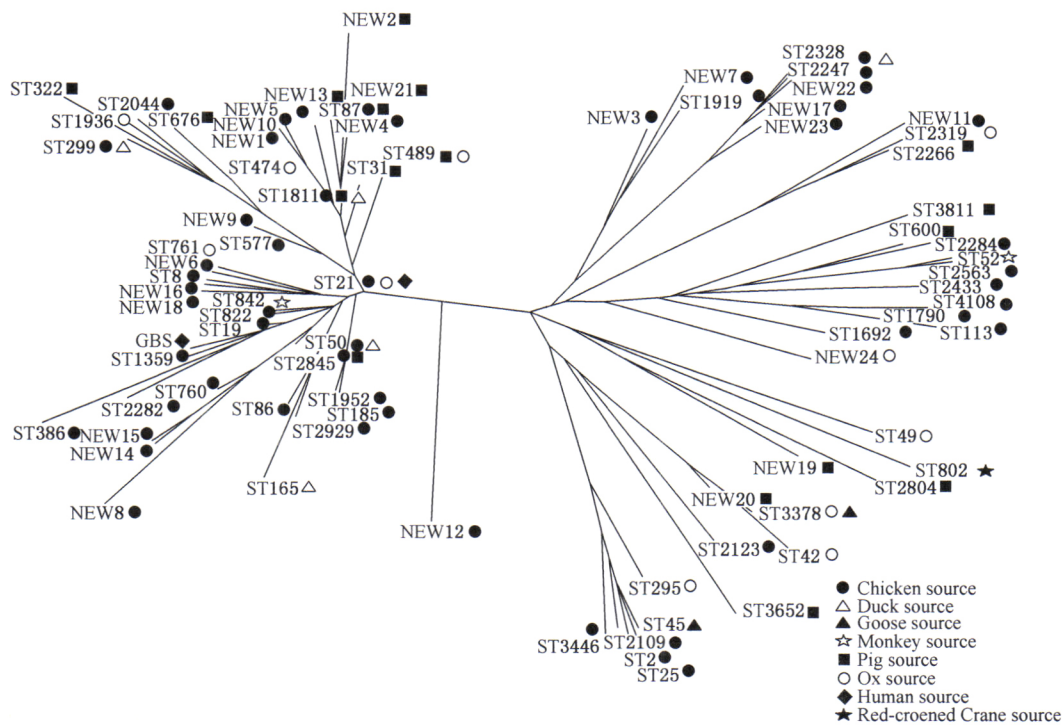 NEW2
ST322
ST2044
ST1936
ST676
ST299
NEW13
NEW21
NEW5
ST87
NEW10
NEW4
NEW1
ST474
ST489
ST31
ST1811
NEW9
ST577
ST761
NEW6
ST8
NEW16
NEW18
ST21
ST842
ST822
ST19
GBS
ST1359
ST50
ST2845
ST760
ST2282
ST86
ST1952
ST185
ST2929
ST386
NEW15
NEW14
ST165
NEW8
NEW12
ST2328
ST2247
NEW7
NEW22
ST1919
NEW17
NEW3
NEW23
NEW11
ST2319
ST2266
ST3811
ST600
ST2284
ST52
ST2563
ST2433
ST4108
ST1790
ST1692
ST113
NEW24
ST49
NEW19
ST802
ST2804
NEW20
ST3378
ST2123
ST42
ST295
ST3652
ST45
ST3446
ST2109
ST2
ST25
Chicken source
Duck source
Goose source
Monkey source
Pig source
Ox source
Human source
Red-croened Crane source